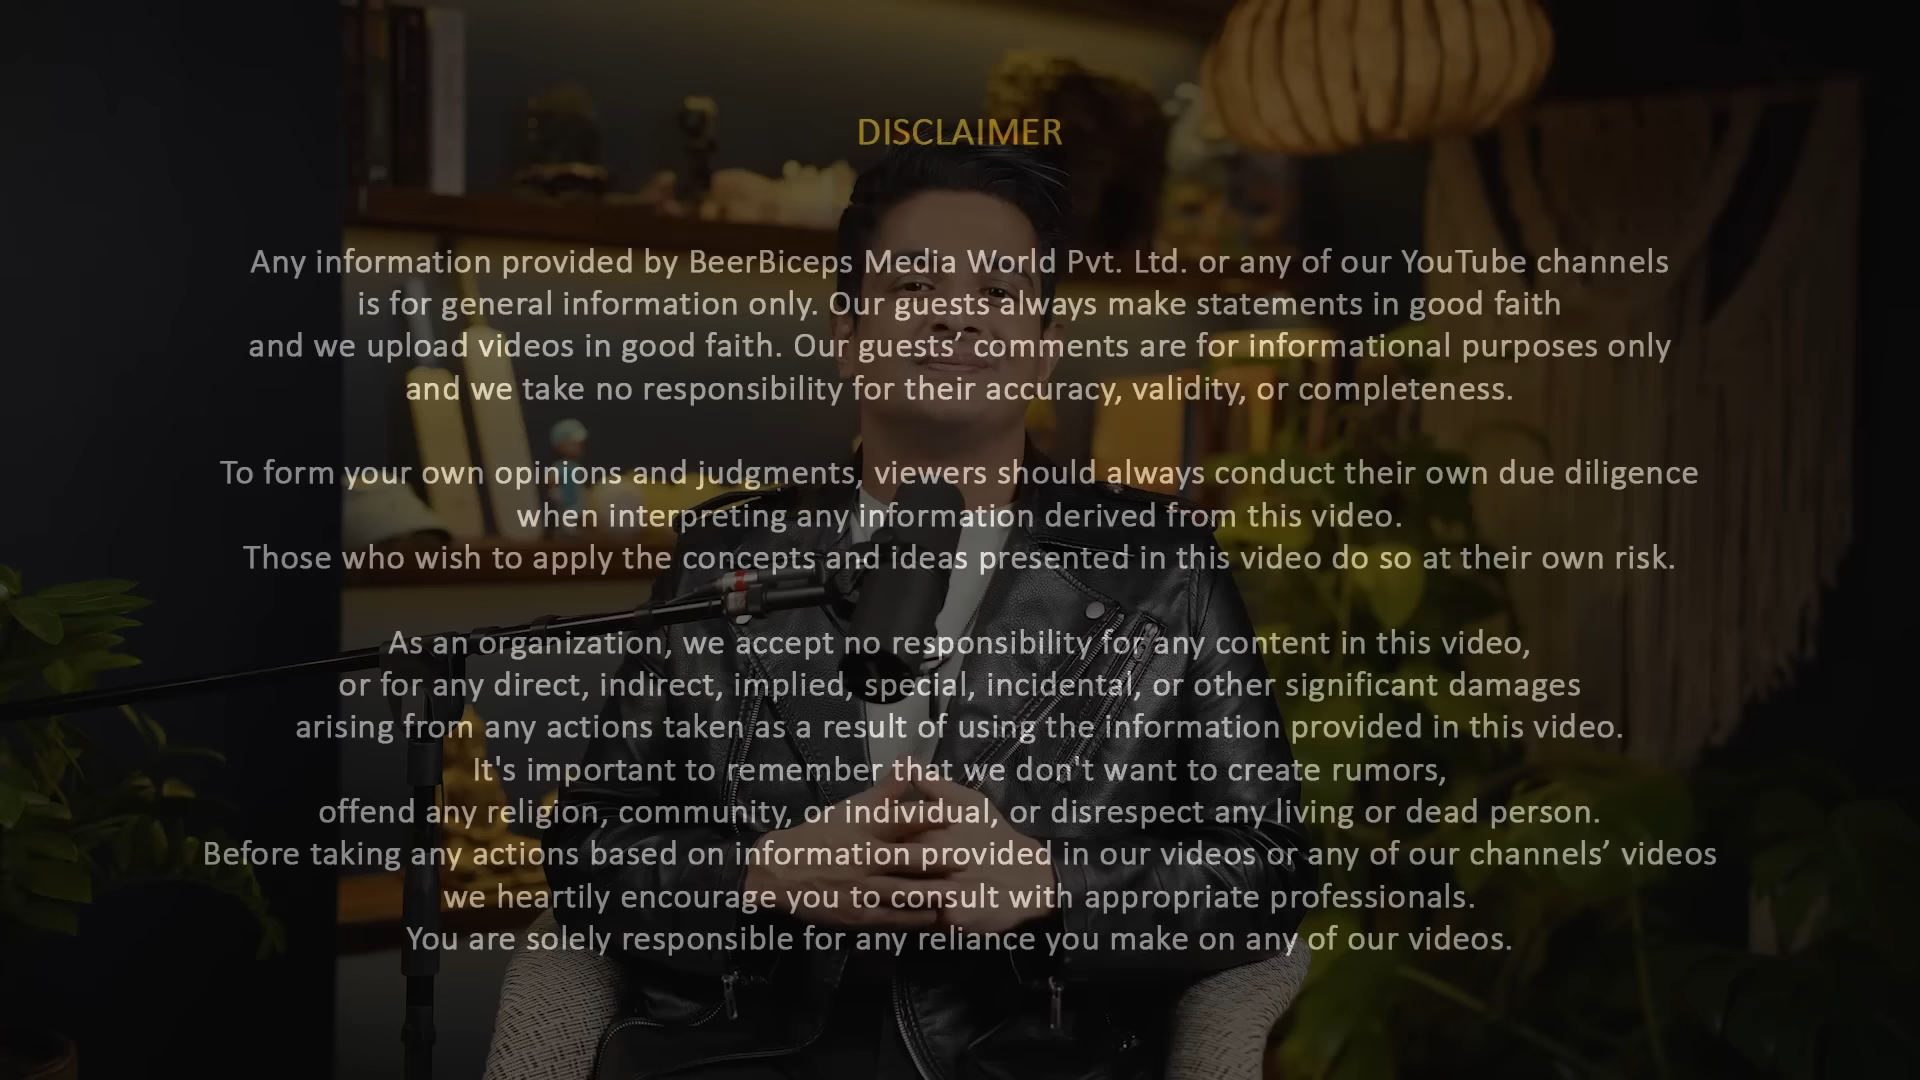 DISCLAIMER
Any information provided by BeerBiceps Media World Pvt. Ltd. or any of our YouTube channels
is for general information only. Our guests always make statements in good faith
and we upload videos in good faith. Our guests’ comments are for informational purposes only
and we take no responsibility for their accuracy, validity, or completeness.
To form your own opinions and judgments, viewers should always conduct their own due diligence
when interpreting any information derived from this video.
Those who wish to apply the concepts and ideas presented in this video do so at their own risk.
As an organization, we accept no responsibility for any content in this video,
or for any direct, indirect, implied, special, incidental, or other significant damages
arising from any actions taken as a result of using the information provided in this video.
It's important to remember that we don't want to create rumors,
offend any religion, community, or individual, or disrespect any living or dead person.
Before taking any actions based on information provided in our videos or any of our channels’ videos
we heartily encourage you to consult with appropriate professionals.
You are solely responsible for any reliance you make on any of our videos.